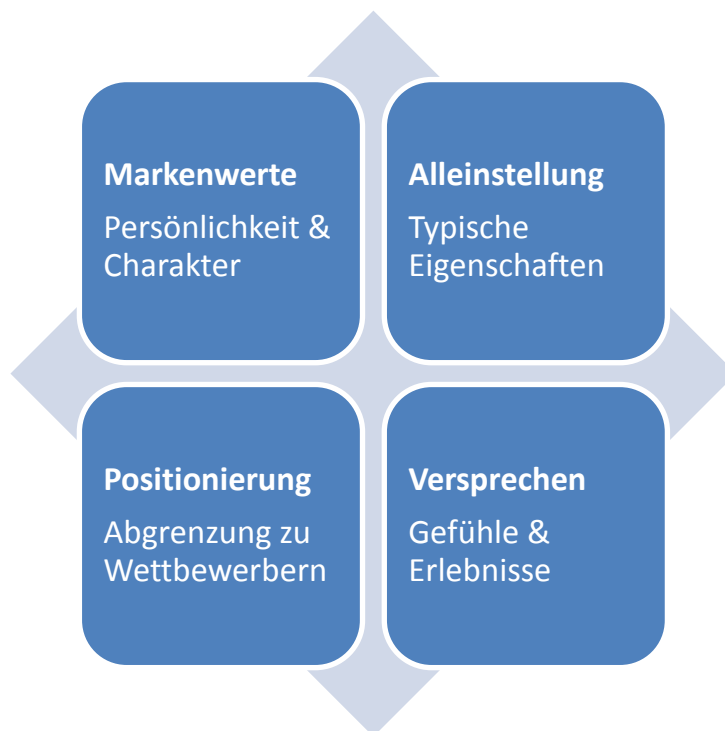 Markenwerte
Persönlichkeit &
Charakter
Alleinstellung
Typische
Eigenschaften
Positionierung
Abgrenzung zu
Wettbewerbern
Versprechen
Gefühle &
Erlebnisse